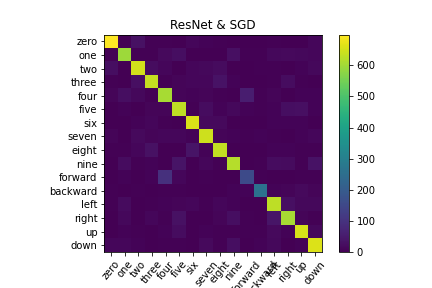 ResNet & SGD
zero
one
two
three
four
five
six
seven
eight
nine
forward
backward
left
right
up
down
zero
one
two
three
four
five
six
seven
eight
nine
left
right
up
down
600
500
400
300
200
100
0